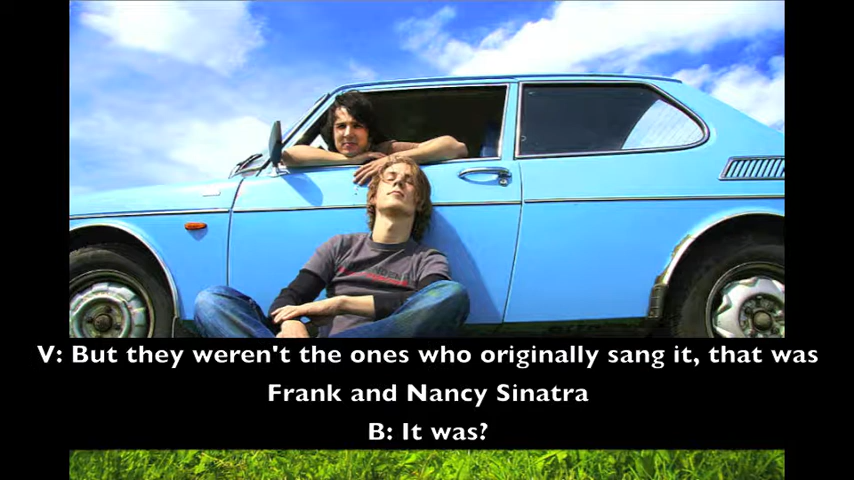 V: But they weren't the ones who originally sang it, that was
Frank and Nancy Sinatra
B: It was?